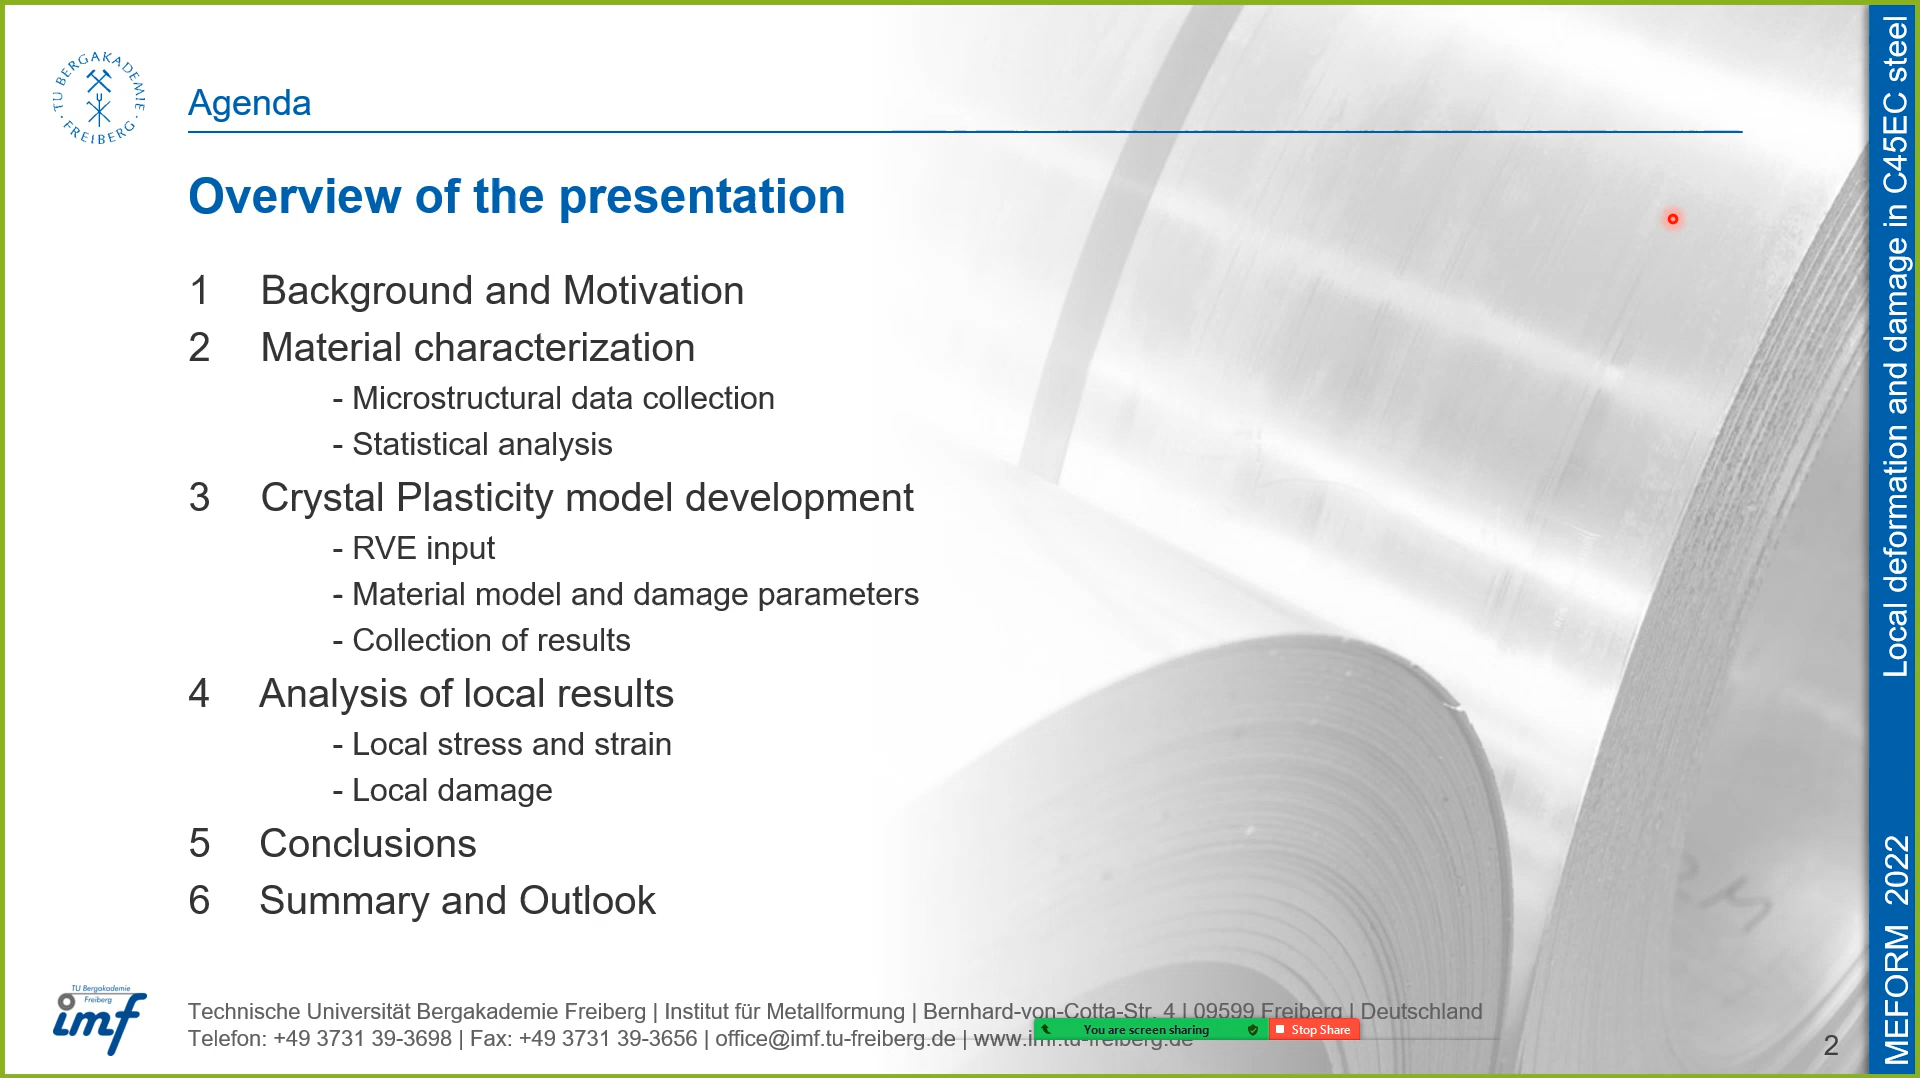 TU BERGAKADEMIE
FREIBERG
Agenda
Overview of the presentation
1 Background and Motivation
2 Material characterization
- Microstructural data collection
- Statistical analysis
3 Crystal Plasticity model development
- RVE input
- Material model and damage parameters
- Collection of results
4 Analysis of local results
- Local stress and strain
- Local damage
5 Conclusions
6 Summary and Outlook
TU Bergakademie
Freiberg
imf
Technische Universität Bergakademie Freiberg | Institut für Metallformung | Bernhard-von-Cotta-Str. 4 | 09599 Freiberg | Deutschland
Telefon: +49 3731 39-3698 | Fax: +49 3731 39-3656 | office@imf.tu-freiberg.de | www.imf.tu-freiberg.de
You are screen sharing
Stop Share
2
Local deformation and damage in C45EC steel
MEFORM 2022